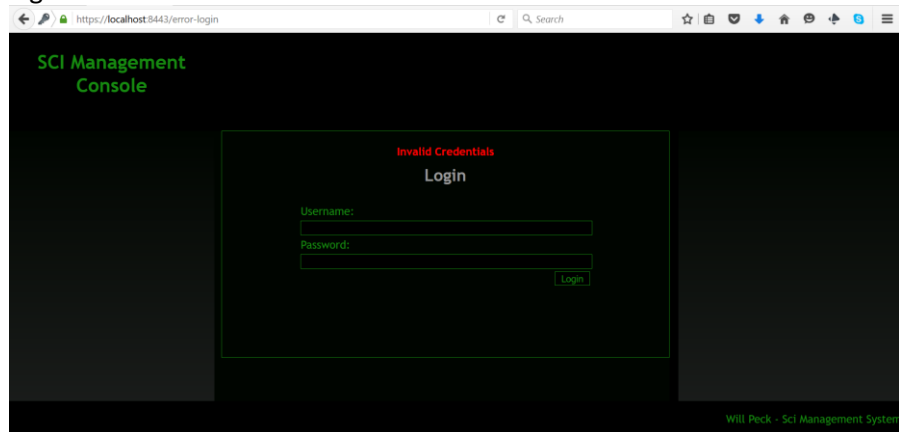 https://localhost:8443/error-login
Search
SCI Management
Console
Invalid Credentials
Login
Username:
Password:
Login
Will Peck - Sci Management System